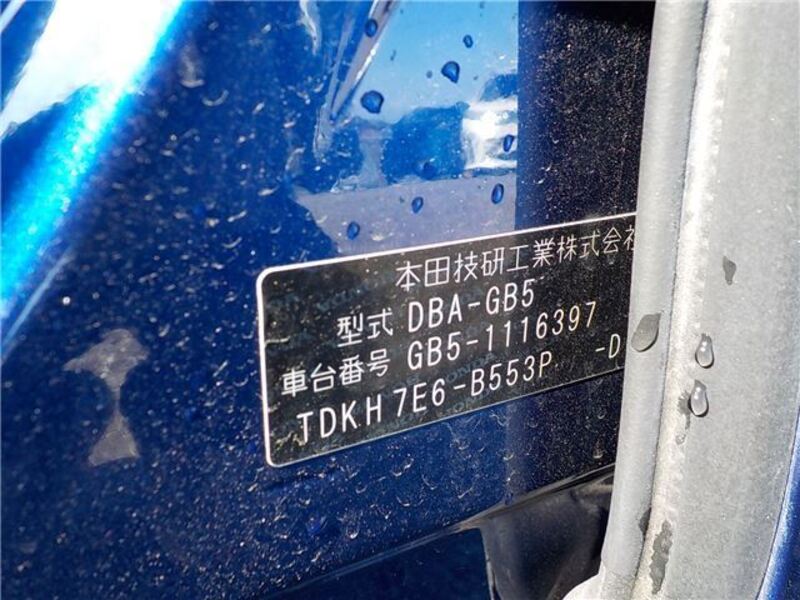 本田技研工業株式会社
型式 DBA-GB5
車台番号 GB5-1116397
TDKH7E6-B553P -D